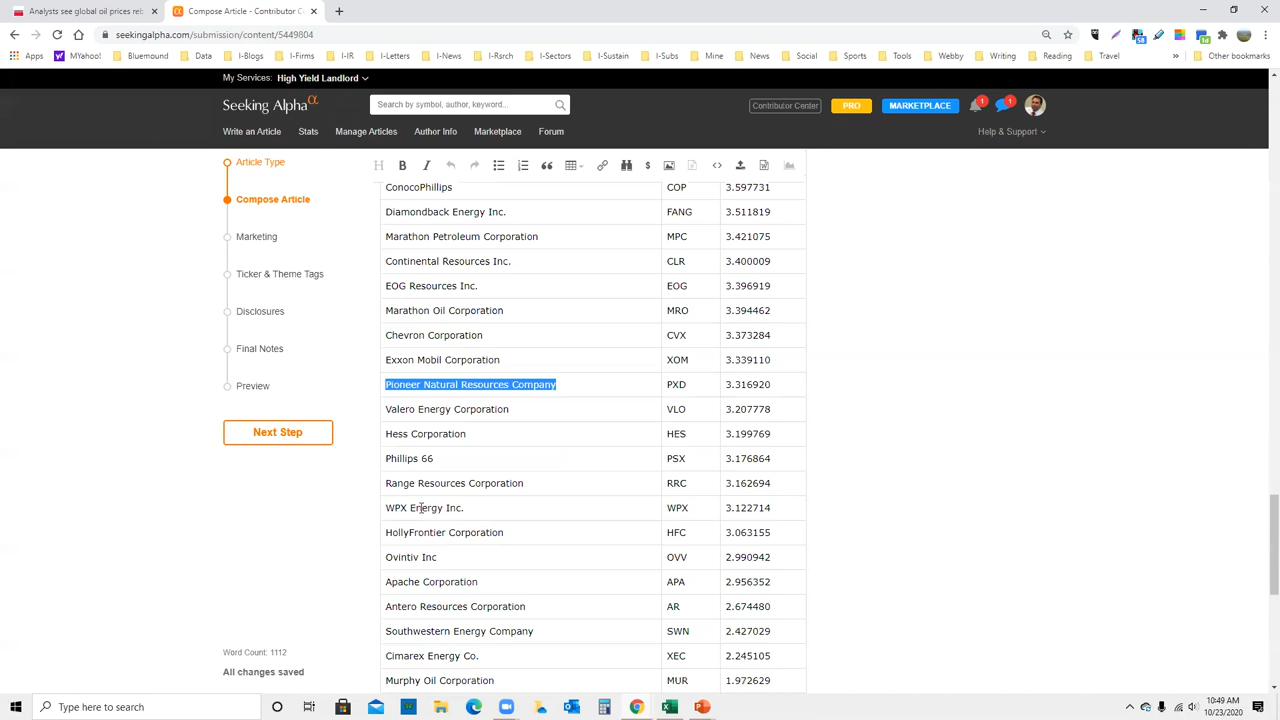 Analysts see global oil prices reb
Compose Article - Contributor C
seekingalpha.com/submission/content/5449804
Apps MYahoo! Bluemound Data I-Blogs I-Firms I-IR I-Letters I-News I-Rsrch I-Sectors I-Sustain I-Subs Mine News Social Sports Tools Webby Writing Reading Travel » Other bookmarks
My Services: High Yield Landlord
Seeking Alphaα
Search by symbol, author, keyword...
Contributor Center PRO MARKETPLACE 1 1
Write an Article Stats Manage Articles Author Info Marketplace Forum Help & Support
Article Type
Compose Article
Marketing
Ticker & Theme Tags
Disclosures
Final Notes
Preview
Next Step
Word Count: 1112
All changes saved
ConocoPhillips COP 3.597731
Diamondback Energy Inc. FANG 3.511819
Marathon Petroleum Corporation MPC 3.421075
Continental Resources Inc. CLR 3.400009
EOG Resources Inc. EOG 3.396919
Marathon Oil Corporation MRO 3.394462
Chevron Corporation CVX 3.373284
Exxon Mobil Corporation XOM 3.339110
Pioneer Natural Resources Company PXD 3.316920
Valero Energy Corporation VLO 3.207778
Hess Corporation HES 3.199769
Phillips 66 PSX 3.176864
Range Resources Corporation RRC 3.162694
WPX Energy Inc. WPX 3.122714
HollyFrontier Corporation HFC 3.063155
Ovintiv Inc OVV 2.990942
Apache Corporation APA 2.956352
Antero Resources Corporation AR 2.674480
Southwestern Energy Company SWN 2.427029
Cimarex Energy Co. XEC 2.245105
Murphy Oil Corporation MUR 1.972629
Type here to search
10:49 AM
10/23/2020